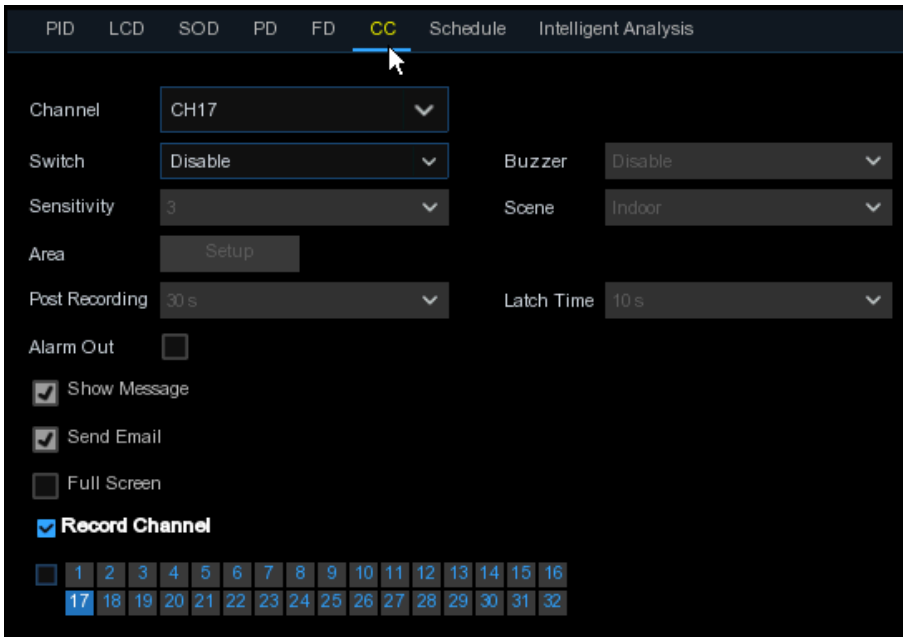 PID LCD SOD PD FD CC Schedule Intelligent Analysis
Channel CH17
Switch Disable Buzzer Disable
Sensitivity 3 Scene Indoor
Area Setup
Post Recording 30 s Latch Time 10 s
Alarm Out
Show Message
Send Email
Full Screen
Record Channel
1 2 3 4 5 6 7 8 9 10 11 12 13 14 15 16
17 18 19 20 21 22 23 24 25 26 27 28 29 30 31 32